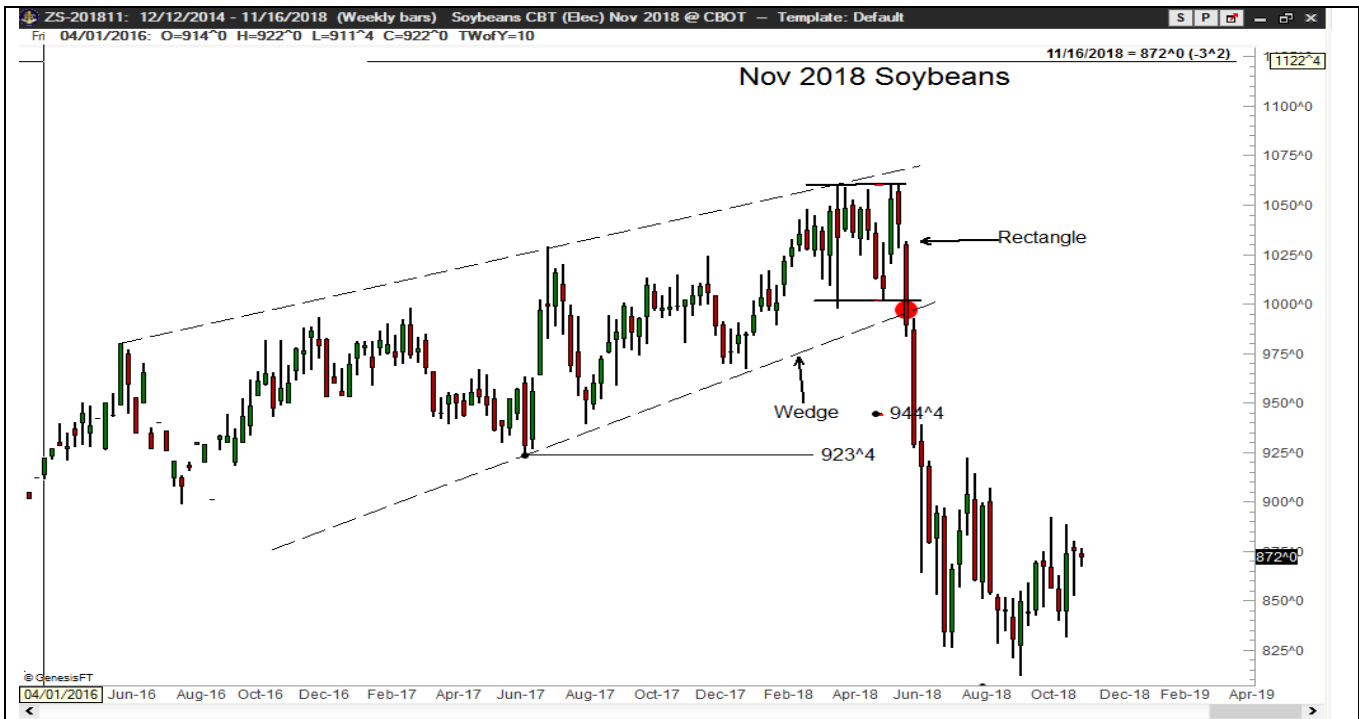 ZS-201811: 12/12/2014 - 11/16/2018 (Weekly bars) Soybeans CBT (Elec) Nov 2018 @ CBOT — Template: Default
S P
Fri 04/01/2016: O=914^0 H=922^0 L=911^4 C=922^0 TWofY=10
11/16/2018 = 872^0 (-3^2)
1122^4
Nov 2018 Soybeans
1100^0
1075^0
1050^0
Rectangle
1025^0
1000^0
975^0
Wedge
944^4
950^0
923^4
925^0
900^0
872^0
850^0
825^0
© GenesisFT
04/01/2016 Jun-16 Aug-16 Oct-16 Dec-16 Feb-17 Apr-17 Jun-17 Aug-17 Oct-17 Dec-17 Feb-18 Apr-18 Jun-18 Aug-18 Oct-18 Dec-18 Feb-19 Apr-19